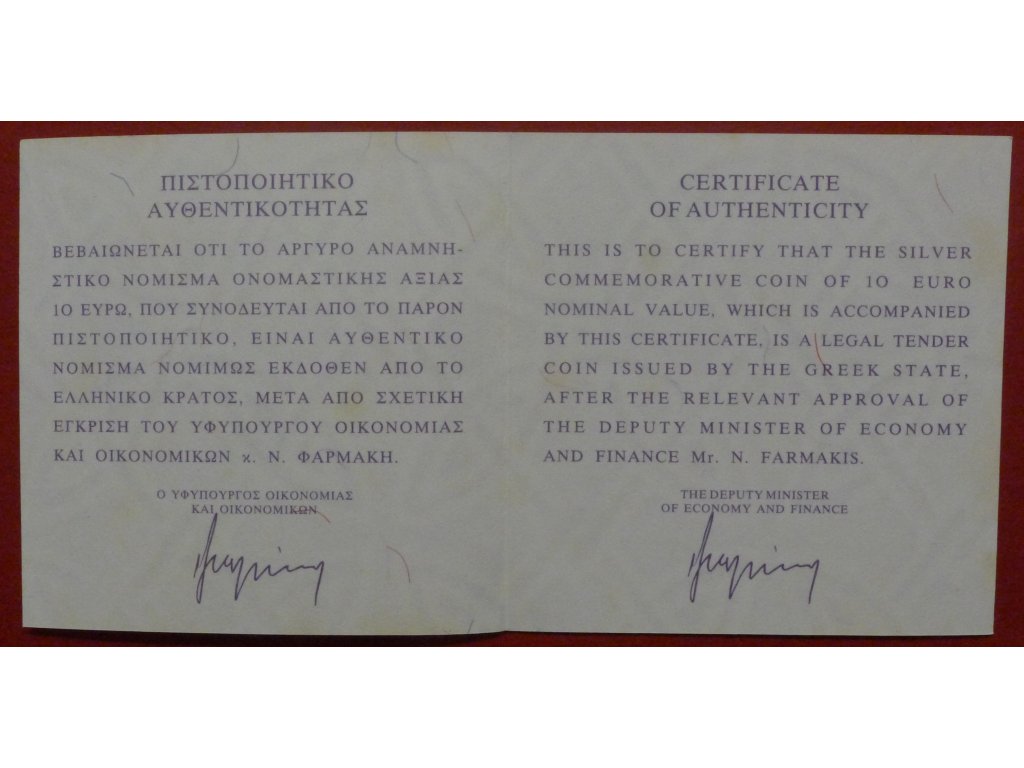 ΠΙΣΤΟΠΟΙΗΤΙΚΟ
ΑΥΘΕΝΤΙΚΟΤΗΤΑΣ
ΒΕΒΑΙΩΝΕΤΑΙ ΟΤΙ ΤΟ ΑΡΓΥΡΟ ΑΝΑΜΝΗ-
ΣΤΙΚΟ ΝΟΜΙΣΜΑ ΟΝΟΜΑΣΤΙΚΗΣ ΑΞΙΑΣ
10 ΕΥΡΩ, ΠΟΥ ΣΥΝΟΔΕΥΤΑΙ ΑΠΟ ΤΟ ΠΑΡΟΝ
ΠΙΣΤΟΠΟΙΗΤΙΚΟ, ΕΙΝΑΙ ΑΥΘΕΝΤΙΚΟ
ΝΟΜΙΣΜΑ ΝΟΜΙΜΩΣ ΕΚΔΟΘΕΝ ΑΠΟ ΤΟ
ΕΛΛΗΝΙΚΟ ΚΡΑΤΟΣ, ΜΕΤΑ ΑΠΟ ΣΧΕΤΙΚΗ
ΕΓΚΡΙΣΗ ΤΟΥ ΥΦΥΠΟΥΡΓΟΥ ΟΙΚΟΝΟΜΙΑΣ
ΚΑΙ ΟΙΚΟΝΟΜΙΚΩΝ κ. Ν. ΦΑΡΜΑΚΗ.
Ο ΥΦΥΠΟΥΡΓΟΣ ΟΙΚΟΝΟΜΙΑΣ
ΚΑΙ ΟΙΚΟΝΟΜΙΚΩΝ
CERTIFICATE
OF AUTHENTICITY
THIS IS TO CERTIFY THAT THE SILVER
COMMEMORATIVE COIN OF 10 EURO
NOMINAL VALUE, WHICH IS ACCOMPANIED
BY THIS CERTIFICATE, IS A LEGAL TENDER
COIN ISSUED BY THE GREEK STATE,
AFTER THE RELEVANT APPROVAL OF
THE DEPUTY MINISTER OF ECONOMY
AND FINANCE Mr. N. FARMAKIS.
THE DEPUTY MINISTER
OF ECONOMY AND FINANCE